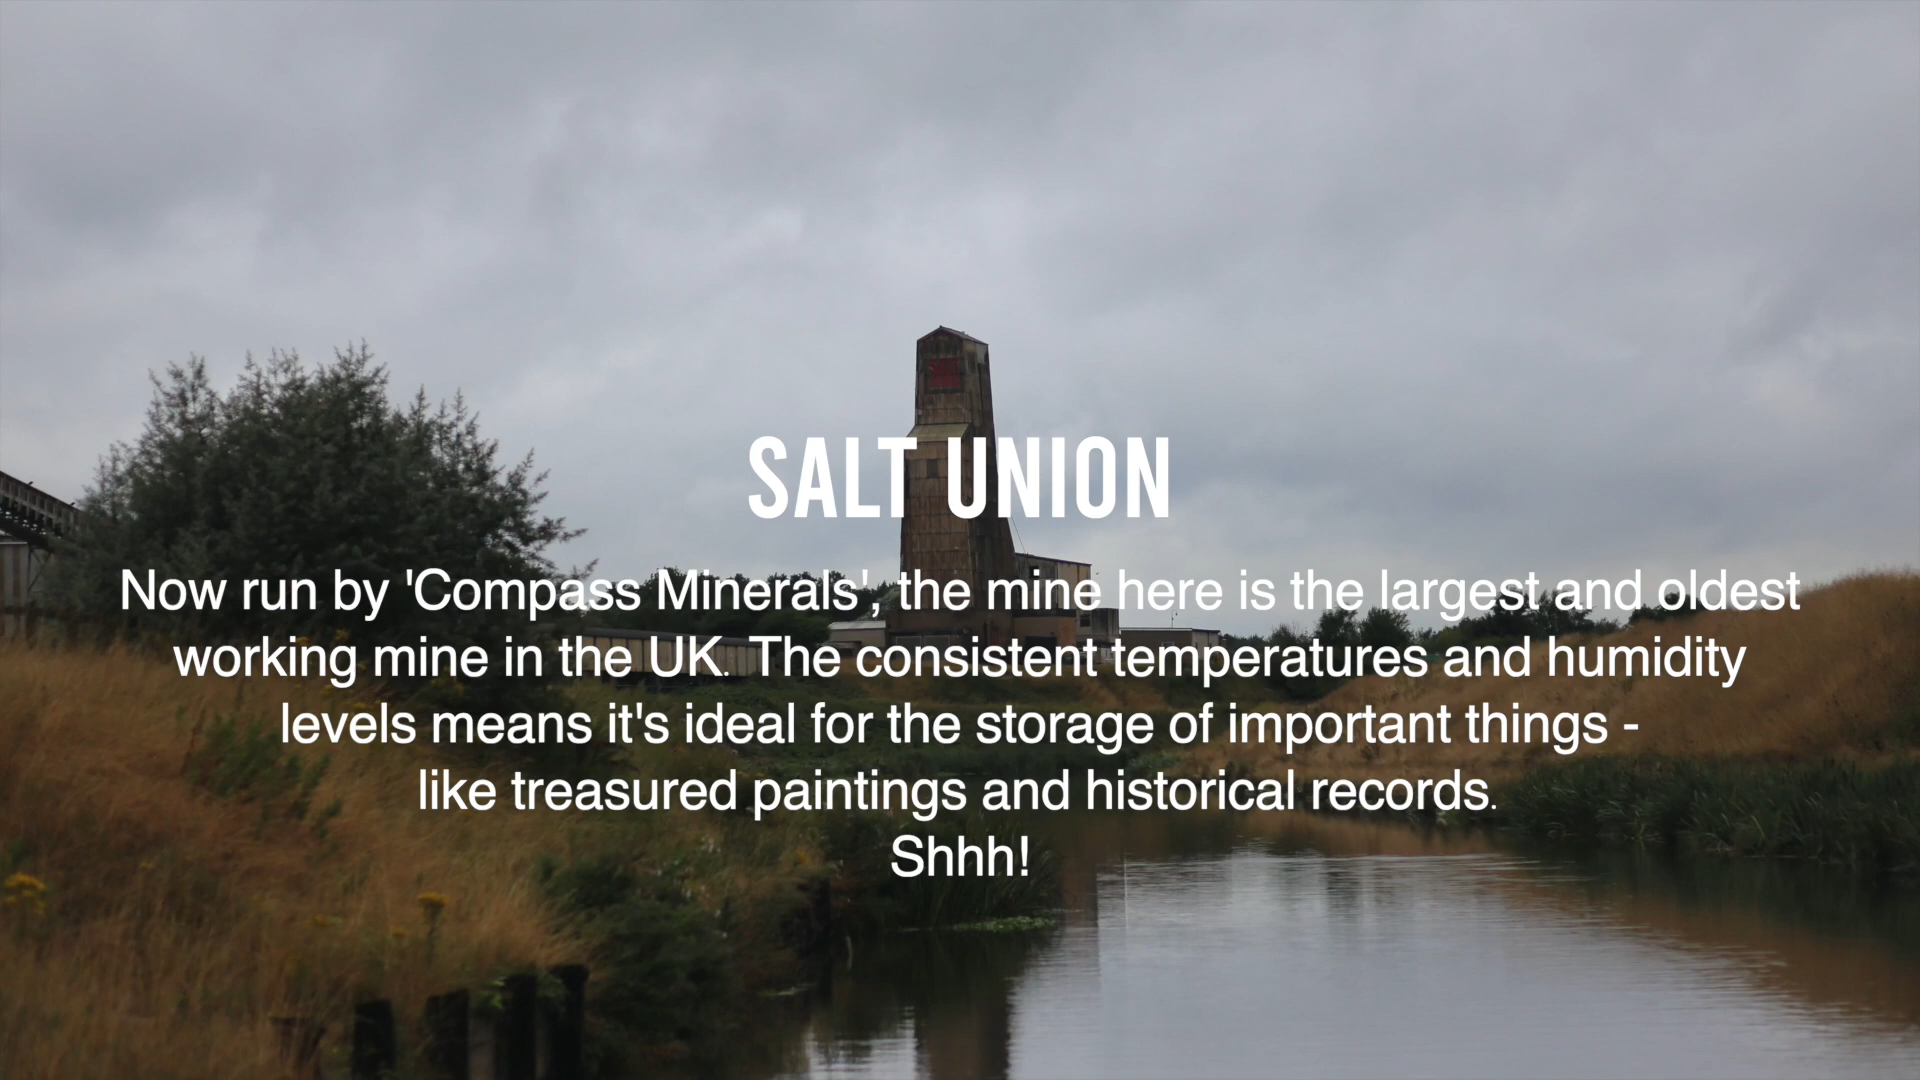 SALT UNION
Now run by 'Compass Minerals', the mine here is the largest and oldest
working mine in the UK. The consistent temperatures and humidity
levels means it's ideal for the storage of important things -
like treasured paintings and historical records.
Shhh!